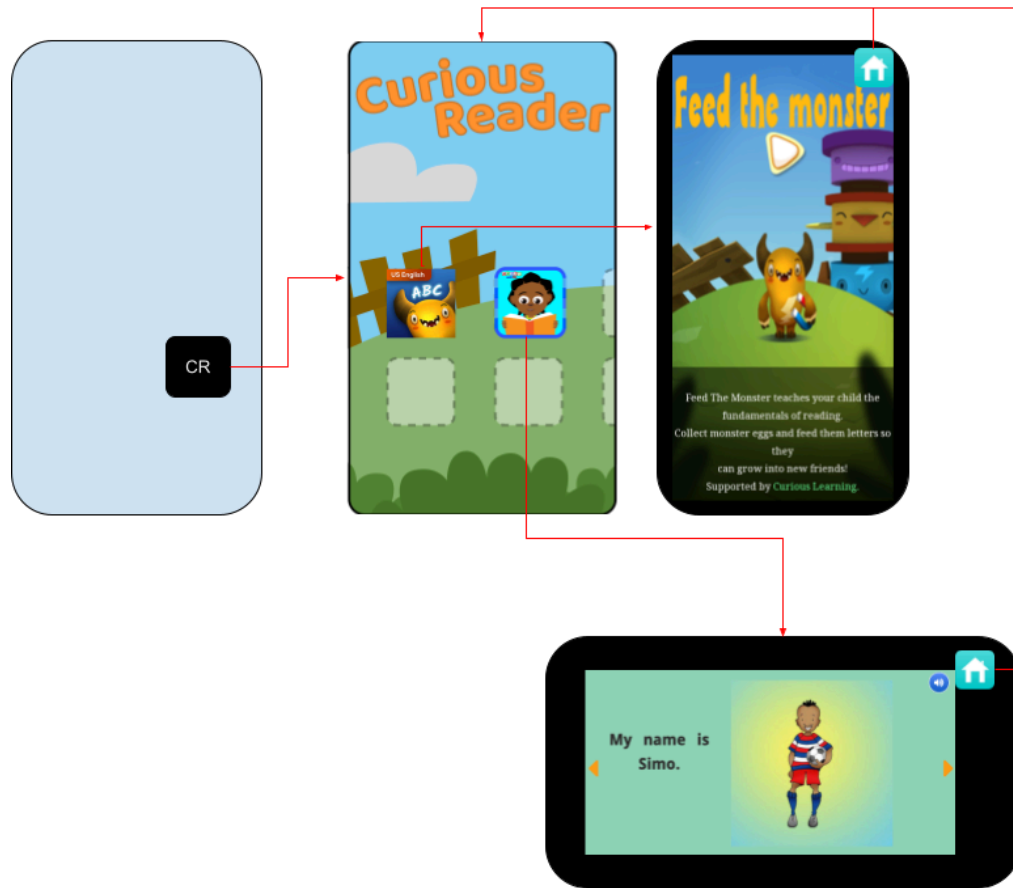 CR
Curious
Reader
US English
ABC
Feed the monster
Feed The Monster teaches your child the
fundamentals of reading.
Collect monster eggs and feed them letters so
they
can grow into new friends!
Supported by Curious Learning.
My name is
Simo.